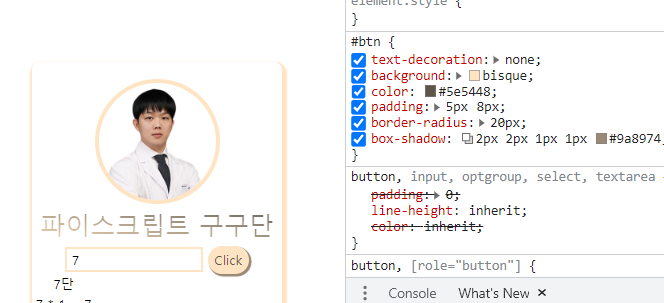 element.style {
}
#btn {
text-decoration: none;
background: bisque;
color: #5e5448;
padding: 5px 8px;
border-radius: 20px;
box-shadow: 2px 2px 1px 1px #9a8974;
}
button, input, optgroup, select, textarea
padding: 0;
line-height: inherit;
color: inherit;
}
button, [role="button"] {
Console What's New
파이스크립트 구구단
7 Click
7단
7 * 1 = 7